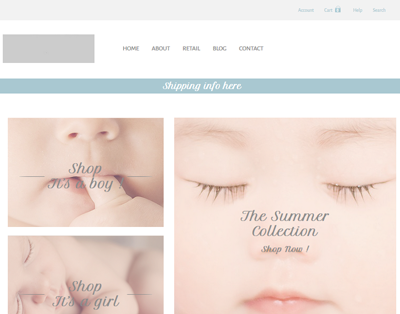 Account Cart 0 Help Search
HOME ABOUT RETAIL BLOG CONTACT
Shipping info here
Shop
It's a boy !
The Summer
Collection
Shop Now !
Shop
It's a girl